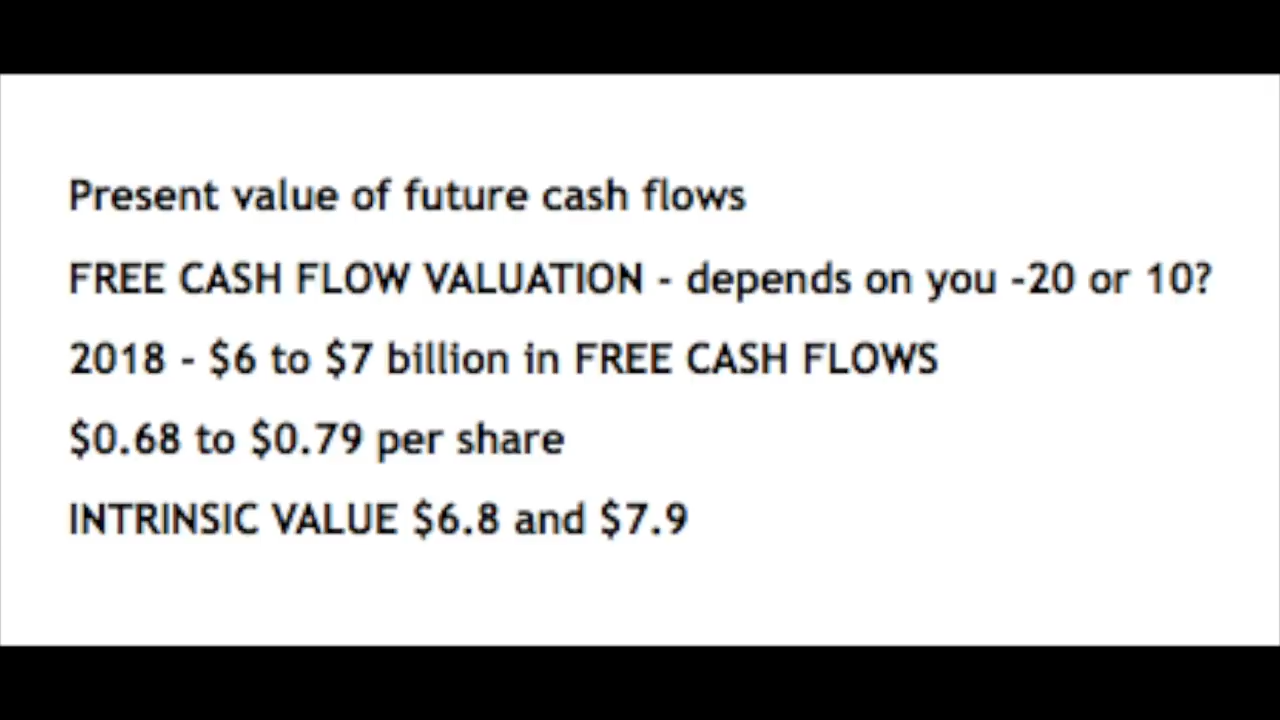 Present value of future cash flows
FREE CASH FLOW VALUATION - depends on you -20 or 10?
2018 - $6 to $7 billion in FREE CASH FLOWS
$0.68 to $0.79 per share
INTRINSIC VALUE $6.8 and $7.9